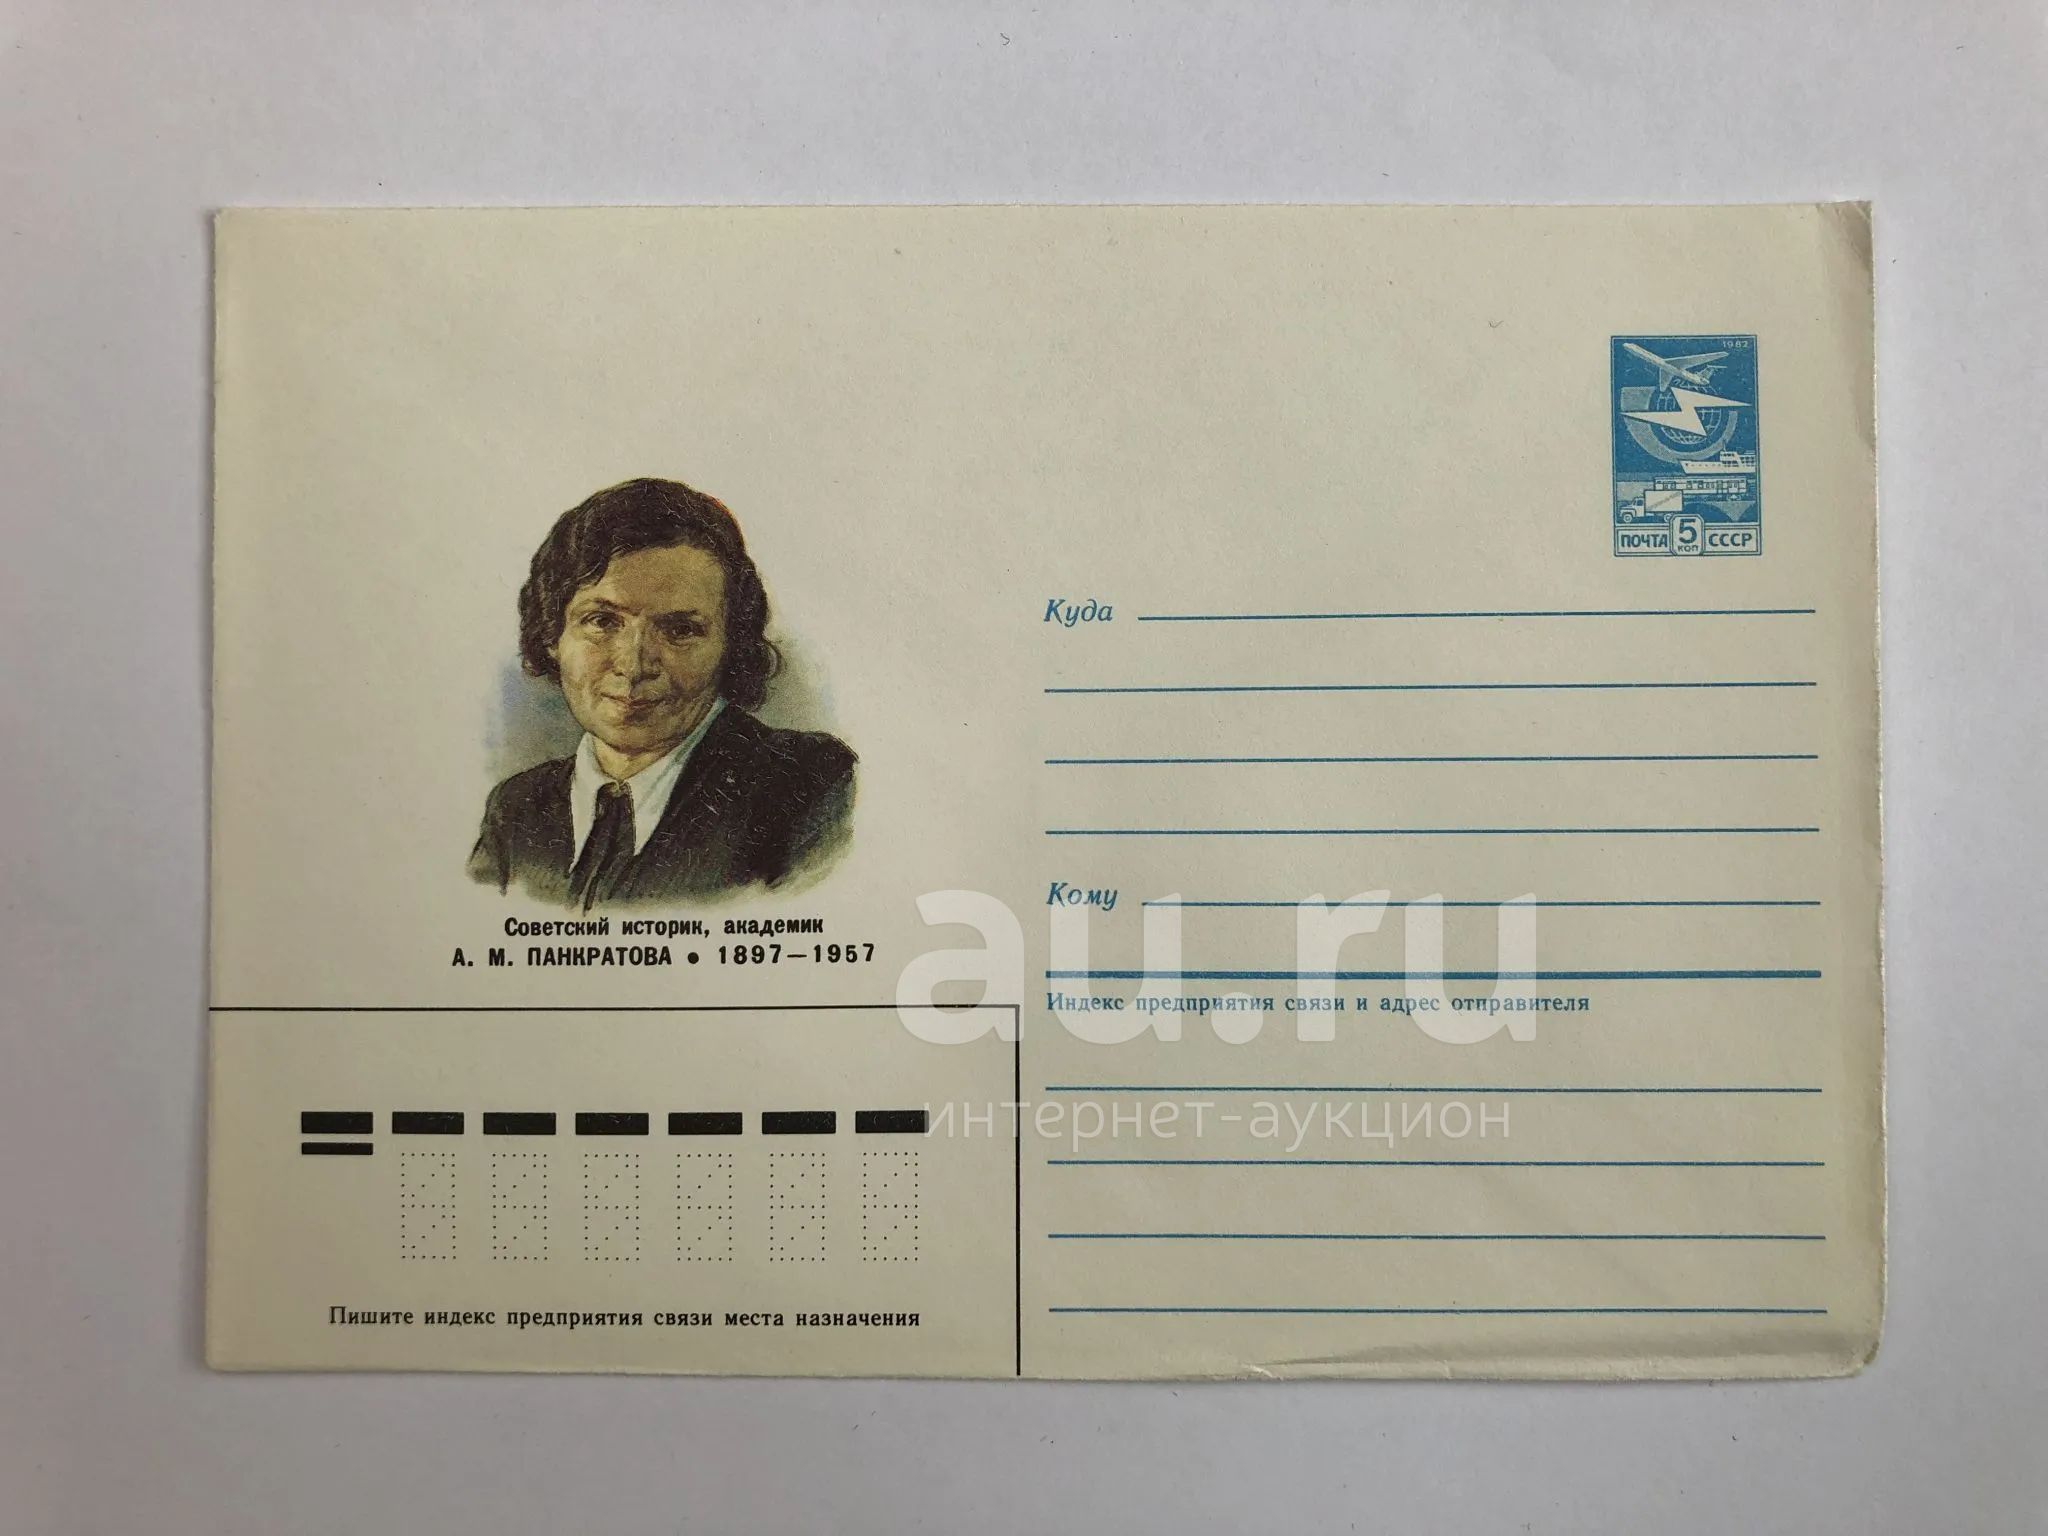 1982
ПОЧТА 5 КОП СССР
Куда
Советский историк, академик
А. М. ПАНКРАТОВА • 1897—1957
Кому
Индекс предприятия связи и адрес отправителя
Пишите индекс предприятия связи места назначения
au.ru
интернет-аукцион